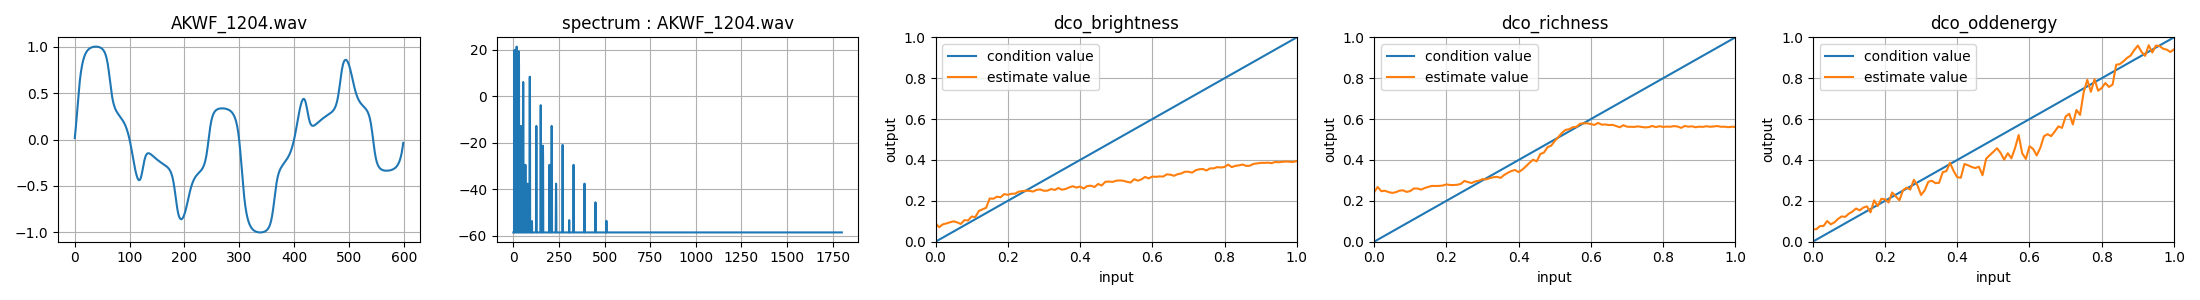 AKWF_1204.wav
1.0
0.5
0.0
−0.5
−1.0
0 100 200 300 400 500 600
spectrum : AKWF_1204.wav
20
0
−20
−40
−60
0 250 500 750 1000 1250 1500 1750
dco_brightness
condition value
estimate value
output
1.0
0.8
0.6
0.4
0.2
0.0
0.0 0.2 0.4 0.6 0.8 1.0
input
dco_richness
condition value
estimate value
output
1.0
0.8
0.6
0.4
0.2
0.0
0.0 0.2 0.4 0.6 0.8 1.0
input
dco_oddenergy
condition value
estimate value
output
1.0
0.8
0.6
0.4
0.2
0.0
0.0 0.2 0.4 0.6 0.8 1.0
input